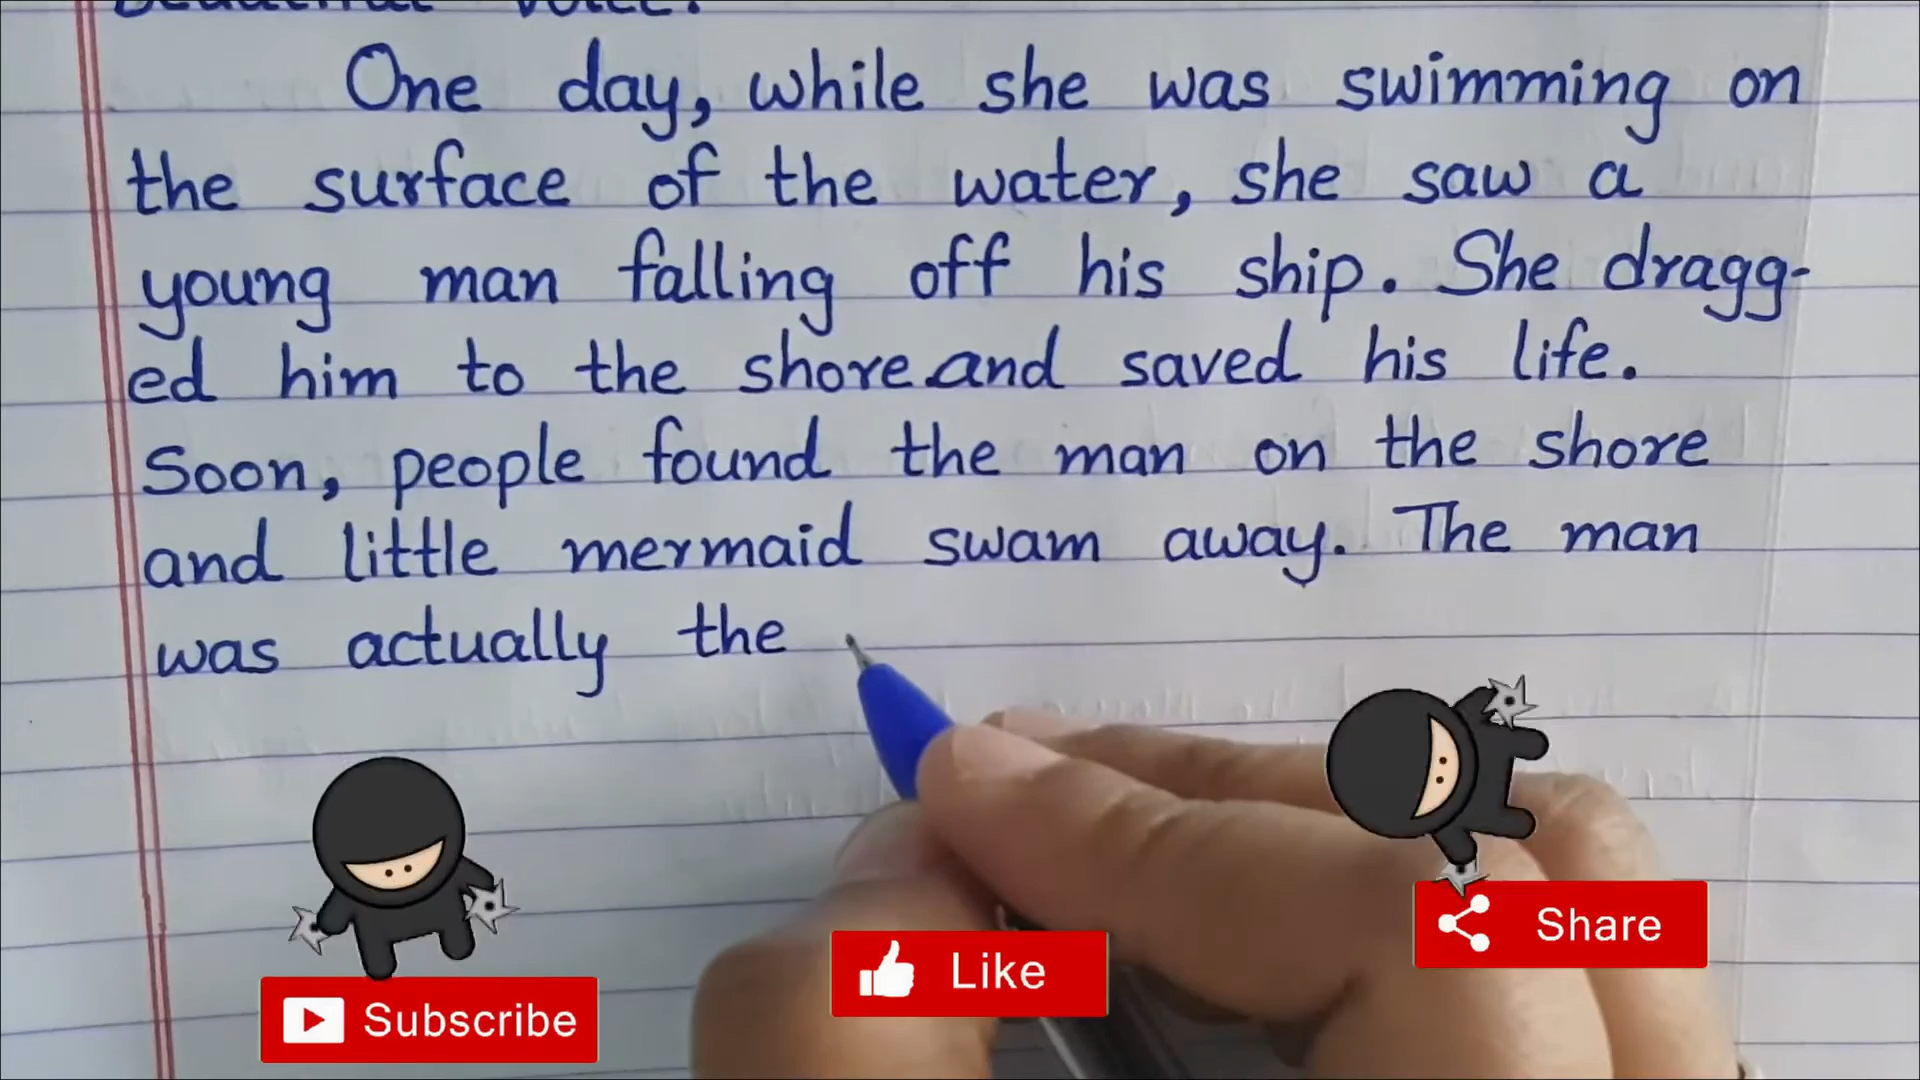 beautiful voice.
One day, while she was swimming on
the surface of the water, she saw a
young man falling off his ship. She dragg-
ed him to the shore and saved his life.
Soon, people found the man on the shore
and little mermaid swam away. The man
was actually the
Subscribe
Like
Share